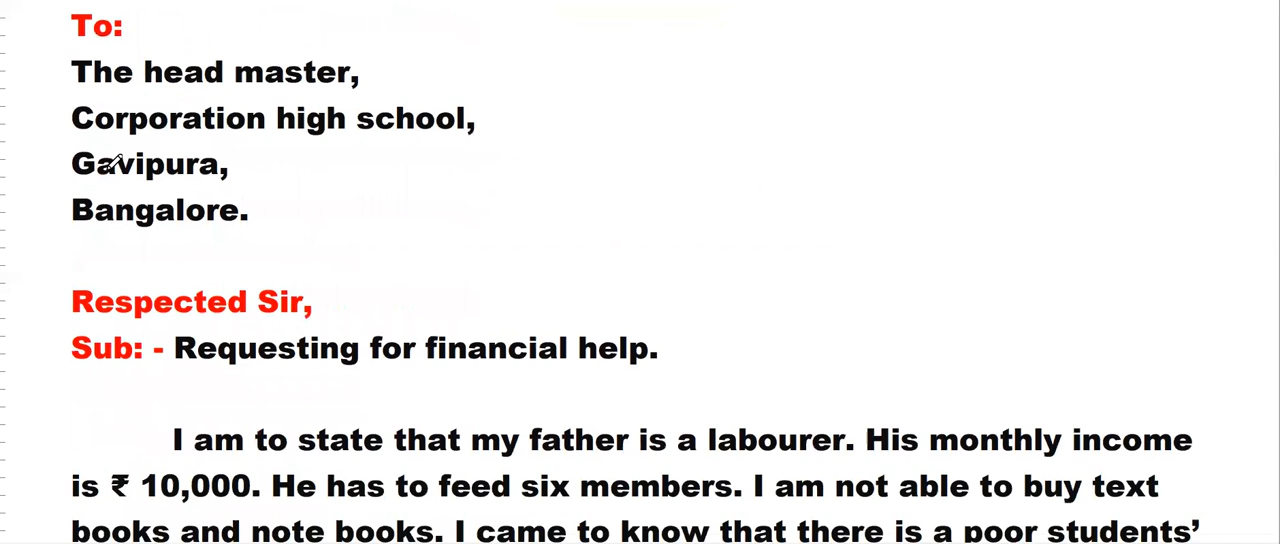 To:
The head master,
Corporation high school,
Gavipura,
Bangalore.
Respected Sir,
Sub: - Requesting for financial help.
I am to state that my father is a labourer. His monthly income
is ₹ 10,000. He has to feed six members. I am not able to buy text
books and note books. I came to know that there is a poor students’